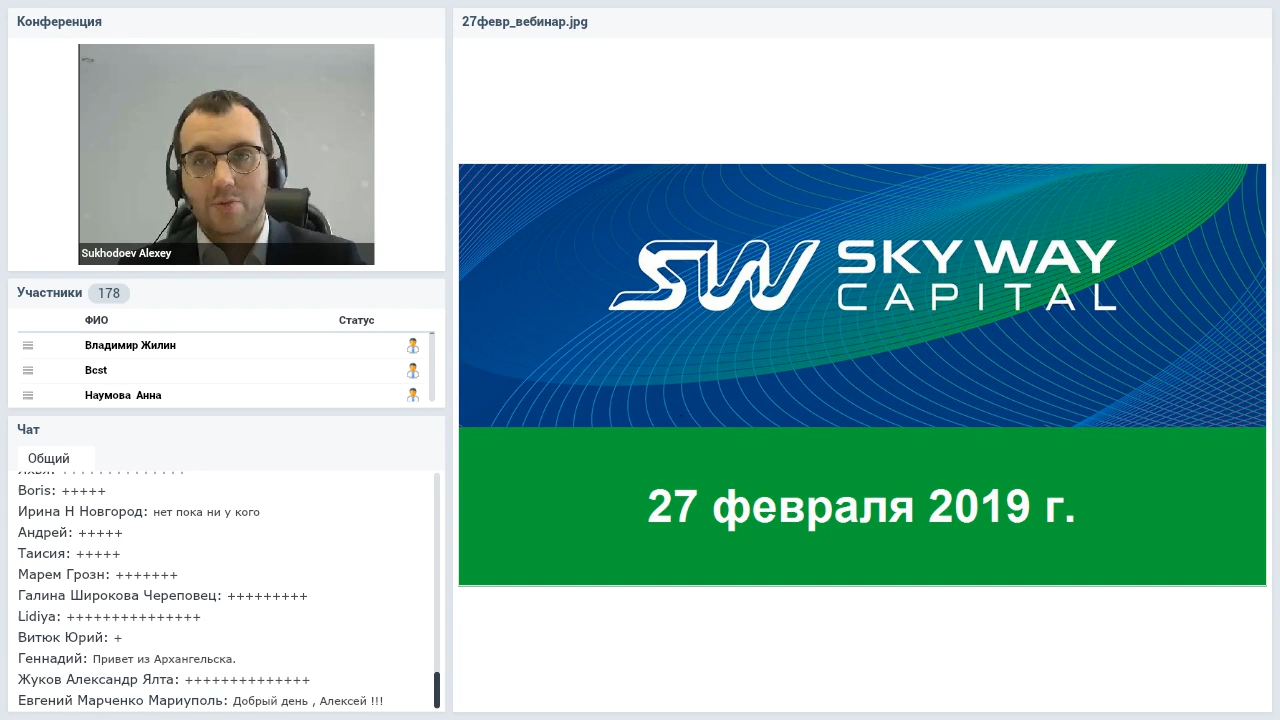 Конференция
Sukhodoev Alexey
Участники 178
ФИО Статус
Владимир Жилин
Bcst
Наумова Анна
Чат
Общий
Boris: +++++
Ирина Н Новгород: нет пока ни у кого
Андрей: +++++
Таисия: +++++
Марем Грозн: +++++++
Галина Широкова Череповец: +++++++++
Lidiya: +++++++++++++++
Витюк Юрий: +
Геннадий: Привет из Архангельска.
Жуков Александр Ялта: ++++++++++++++
Евгений Марченко Мариуполь: Добрый день , Алексей !!!
27февр_вебинар.jpg
SW SKY WAY
CAPITAL
27 февраля 2019 г.